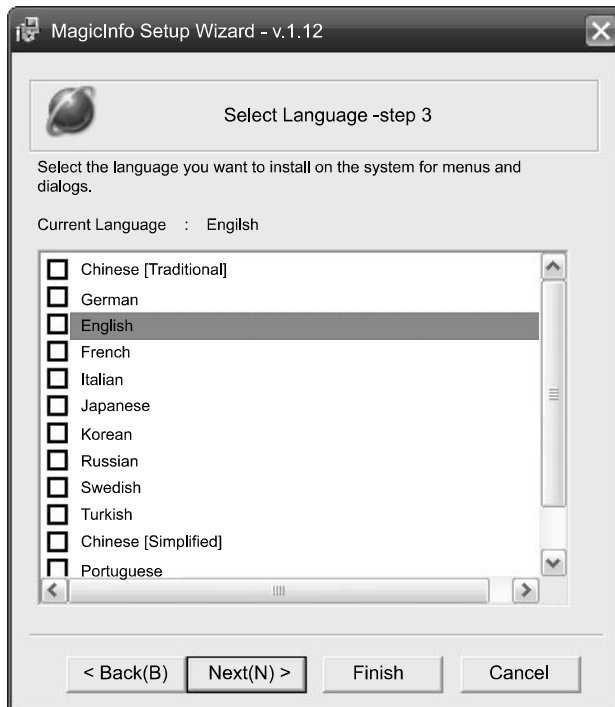 MagicInfo Setup Wizard - v.1.12
Select Language -step 3
Select the language you want to install on the system for menus and
dialogs.
Current Language : Engilsh
Chinese [Traditional]
German
English
French
Italian
Japanese
Korean
Russian
Swedish
Turkish
Chinese [Simplified]
Portuguese
< Back(B) Next(N) > Finish Cancel